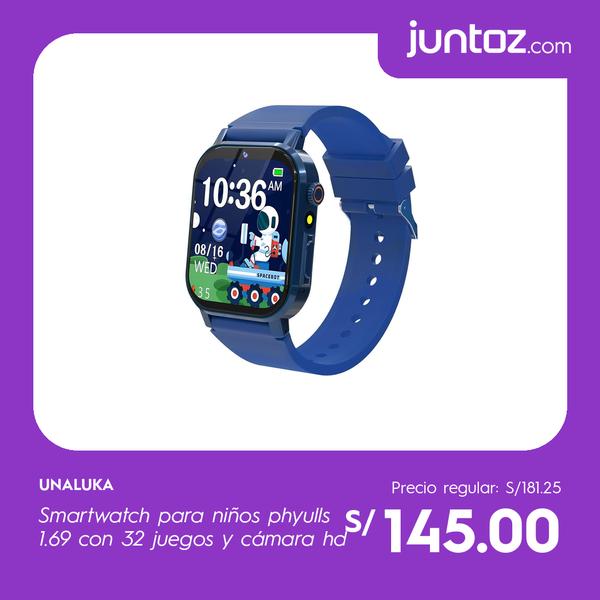 juntoz.com
10:36 AM
08/16
WED
35
SPACEBOT
UNALUKA
Smartwatch para niños phyulls
1.69 con 32 juegos y cámara hd
Precio regular: S/181.25
S/ 145.00